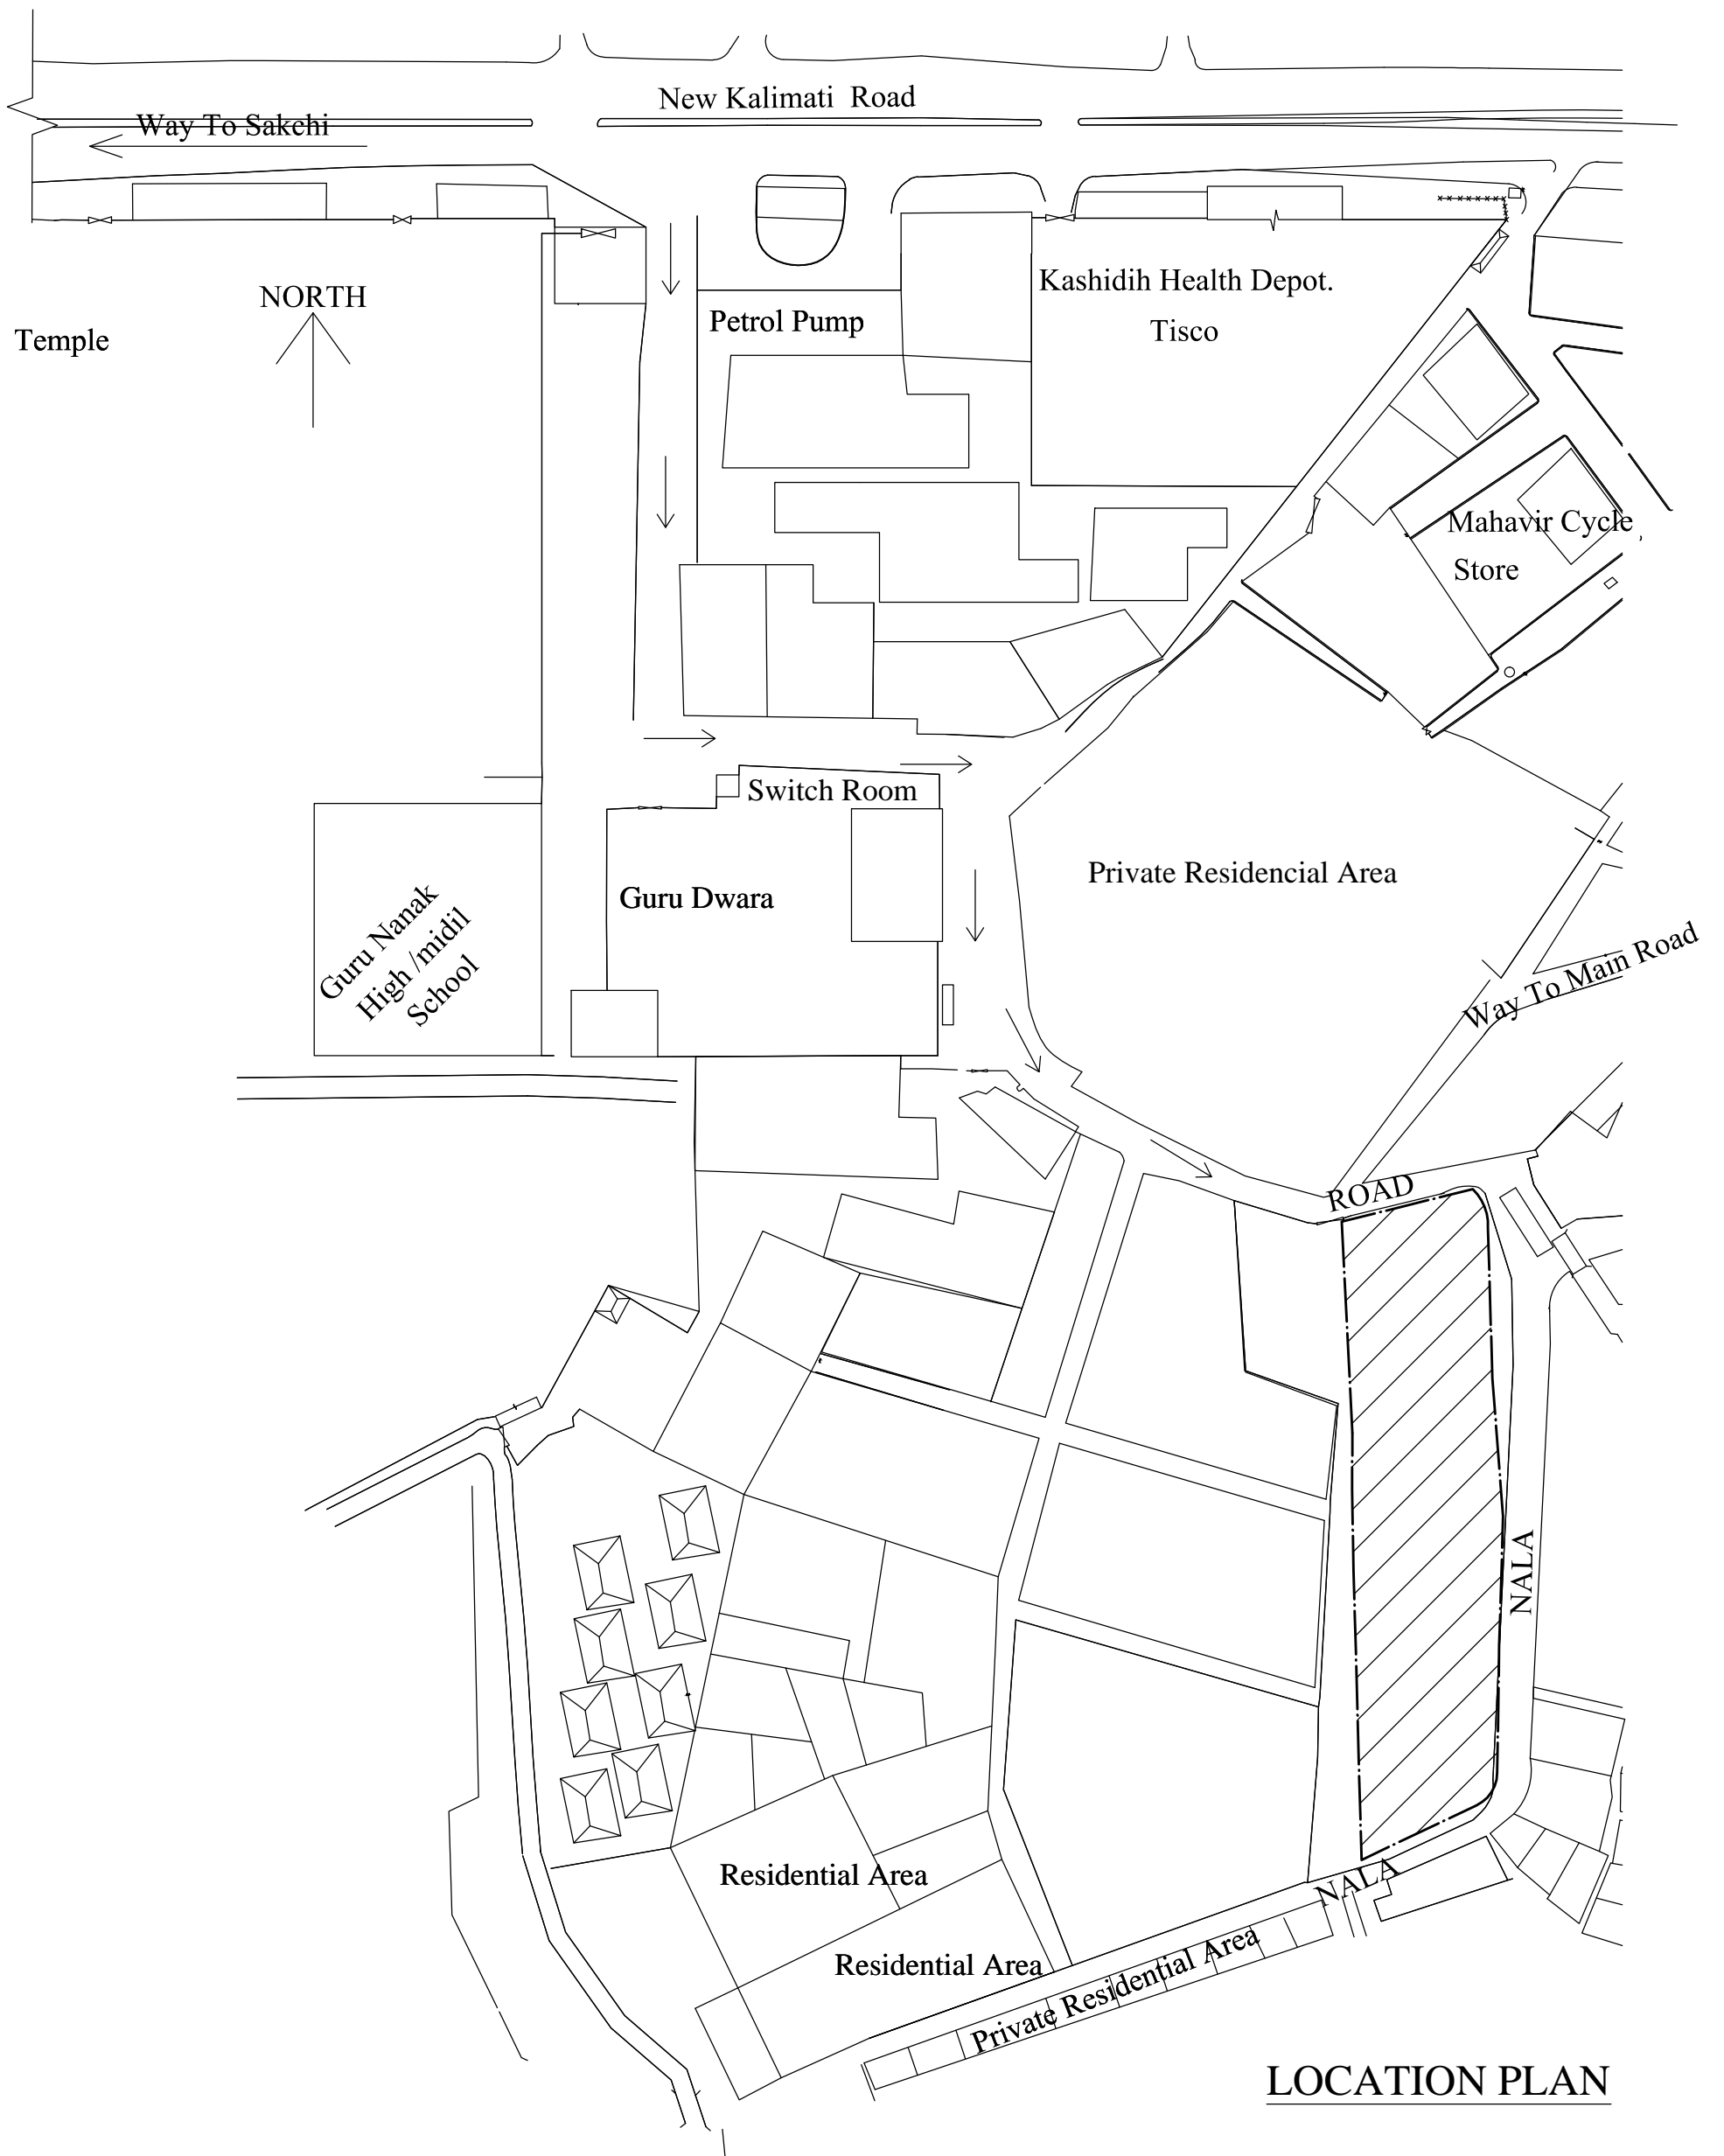 New Kalimati Road
Way To Sakchi
NORTH
Temple
Petrol Pump
Kashidih Health Depot.
Tisco
Mahavir Cycle
Store
Switch Room
Guru Dwara
Guru Nanak
High /midil
School
Private Residencial Area
Way To Main Road
ROAD
NALA
NALA
Residential Area
Residential Area
Private Residential Area
LOCATION PLAN